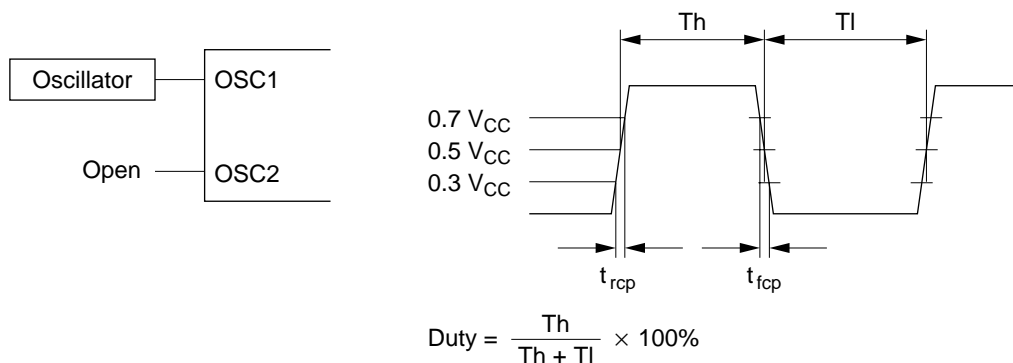 Oscillator
OSC1
Open
OSC2
Th
Tl
0.7 VCC
0.5 VCC
0.3 VCC
trcp
tfcp
Duty = Th / Th + Tl × 100%